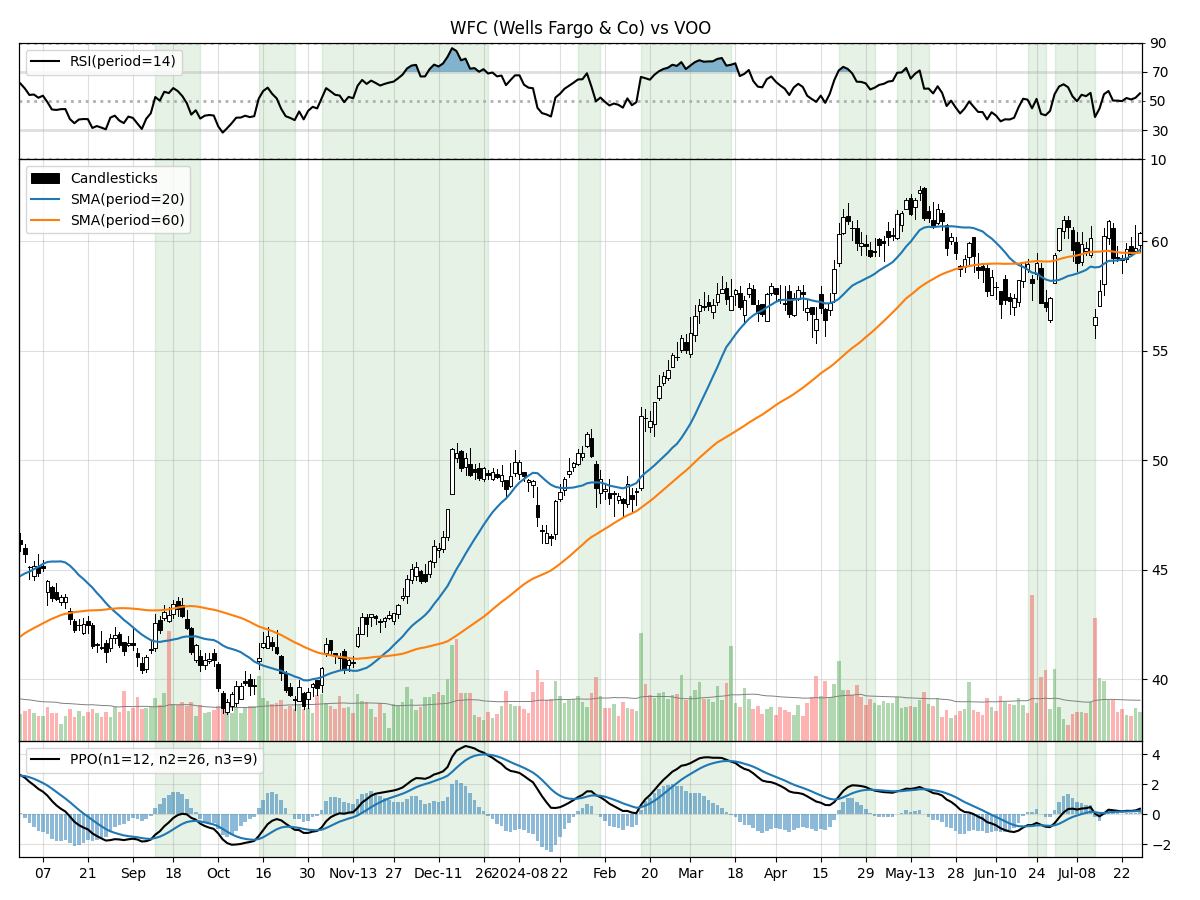 WFC (Wells Fargo & Co) vs VOO
RSI(period=14)
90
70
50
30
10
Candlesticks
SMA(period=20)
SMA(period=60)
60
55
50
45
40
PPO(n1=12, n2=26, n3=9)
4
2
0
−2
07 21 Sep 18 Oct 16 30 Nov-13 27 Dec-11 26 2024-08 22 Feb 20 Mar 18 Apr 15 29 May-13 28 Jun-10 24 Jul-08 22